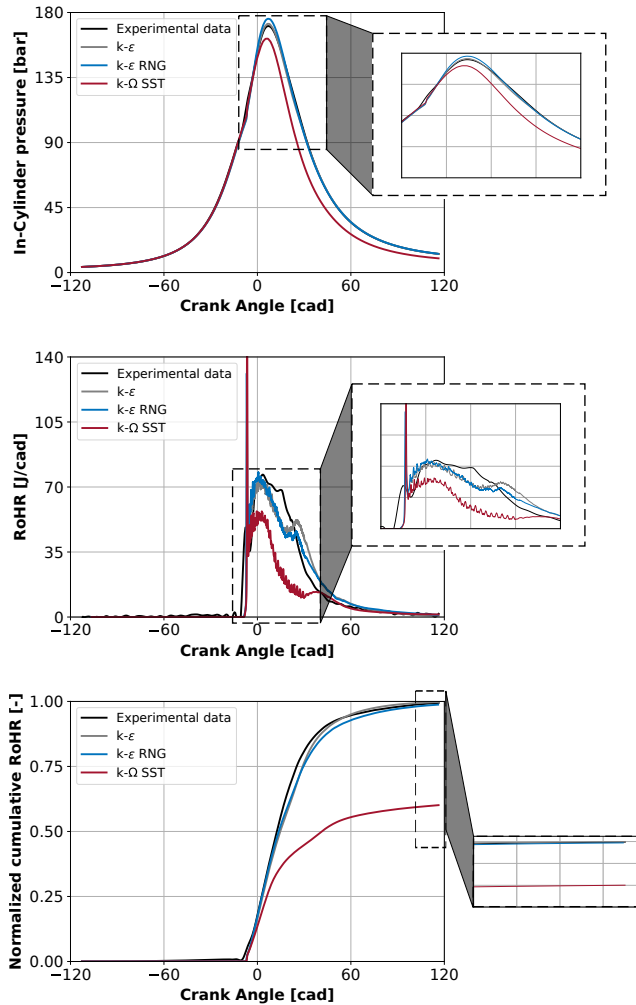 In-Cylinder pressure [bar]
180
135
90
45
0
Experimental data
k-ε
k-ε RNG
k-Ω SST
−120
−60
0
60
120
Crank Angle [cad]
RoHR [J/cad]
140
105
70
35
0
Experimental data
k-ε
k-ε RNG
k-Ω SST
−120
−60
0
60
120
Crank Angle [cad]
Normalized cumulative RoHR [-]
1.00
0.75
0.50
0.25
0.00
Experimental data
k-ε
k-ε RNG
k-Ω SST
−120
−60
0
60
120
Crank Angle [cad]